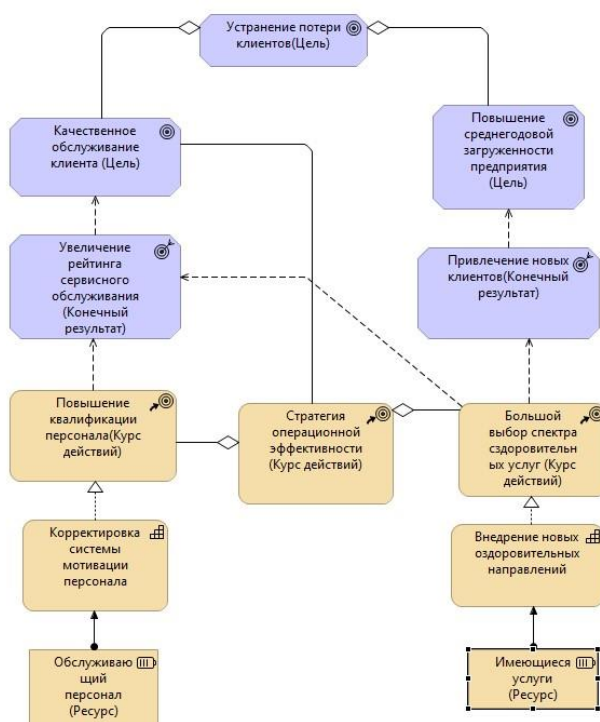 Устранение потери
клиентов(Цель)
Качественное
обслуживание
клиента (Цель)
Повышение
среднегодовой
загруженности
предприятия
(Цель)
Увеличение
рейтинга
сервисного
обслуживания
(Конечный
результат)
Привлечение новых
клиентов(Конечный
результат)
Повышение
квалификации
персонала(Курс
действий)
Стратегия
операционной
эффективности
(Курс действий)
Большой
выбор спектра
сздоровительн
ых услуг (Курс
действий)
Корректировка
системы
мотивации
персонала
Внедрение новых
оздоровительных
направлений
Обслуживаю
щий
персонал
(Ресурс)
Имеющиеся
услуги
(Ресурс)